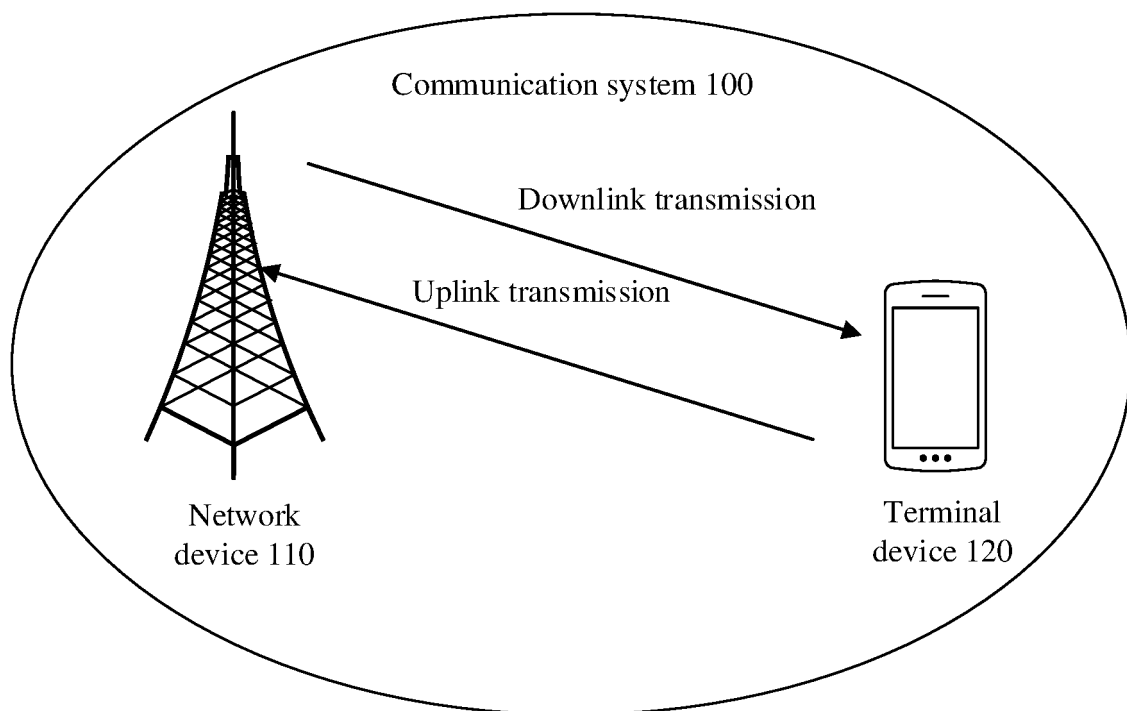 Communication system 100
Downlink transmission
Uplink transmission
Network
device 110
Terminal
device 120